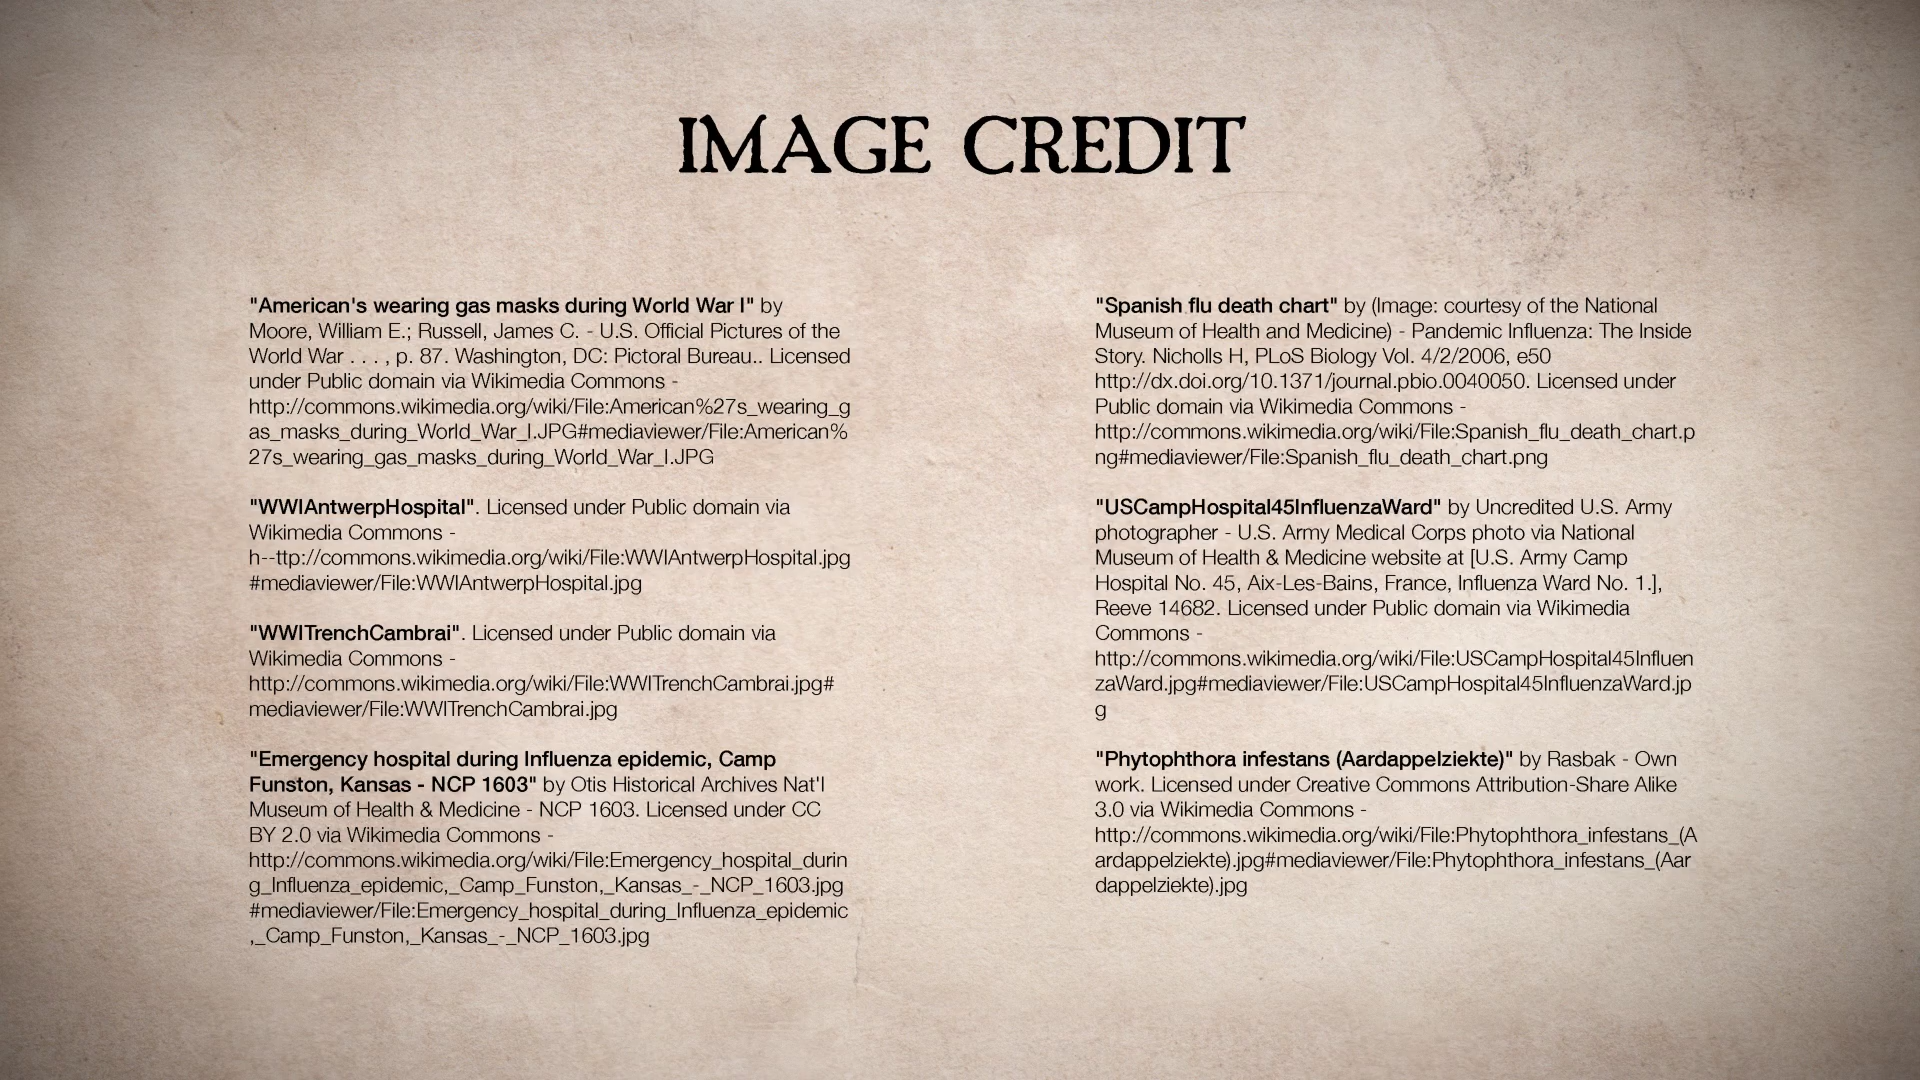 IMAGE CREDIT
"American's wearing gas masks during World War I" by
Moore, William E.; Russell, James C. - U.S. Official Pictures of the
World War . . . , p. 87. Washington, DC: Pictoral Bureau.. Licensed
under Public domain via Wikimedia Commons -
http://commons.wikimedia.org/wiki/File:American%27s_wearing_g
as_masks_during_World_War_I.JPG#mediaviewer/File:American%
27s_wearing_gas_masks_during_World_War_I.JPG
"WWIAntwerpHospital". Licensed under Public domain via
Wikimedia Commons -
h--ttp://commons.wikimedia.org/wiki/File:WWIAntwerpHospital.jpg
#mediaviewer/File:WWIAntwerpHospital.jpg
"WWITrenchCambrai". Licensed under Public domain via
Wikimedia Commons -
http://commons.wikimedia.org/wiki/File:WWITrenchCambrai.jpg#
mediaviewer/File:WWITrenchCambrai.jpg
"Emergency hospital during Influenza epidemic, Camp
Funston, Kansas - NCP 1603" by Otis Historical Archives Nat'l
Museum of Health & Medicine - NCP 1603. Licensed under CC
BY 2.0 via Wikimedia Commons -
http://commons.wikimedia.org/wiki/File:Emergency_hospital_durin
g_Influenza_epidemic,_Camp_Funston,_Kansas_-_NCP_1603.jpg
#mediaviewer/File:Emergency_hospital_during_Influenza_epidemic
,_Camp_Funston,_Kansas_-_NCP_1603.jpg
"Spanish flu death chart" by (Image: courtesy of the National
Museum of Health and Medicine) - Pandemic Influenza: The Inside
Story. Nicholls H, PLoS Biology Vol. 4/2/2006, e50
http://dx.doi.org/10.1371/journal.pbio.0040050. Licensed under
Public domain via Wikimedia Commons -
http://commons.wikimedia.org/wiki/File:Spanish_flu_death_chart.p
ng#mediaviewer/File:Spanish_flu_death_chart.png
"USCampHospital45InfluenzaWard" by Uncredited U.S. Army
photographer - U.S. Army Medical Corps photo via National
Museum of Health & Medicine website at [U.S. Army Camp
Hospital No. 45, Aix-Les-Bains, France, Influenza Ward No. 1.],
Reeve 14682. Licensed under Public domain via Wikimedia
Commons -
http://commons.wikimedia.org/wiki/File:USCampHospital45Influen
zaWard.jpg#mediaviewer/File:USCampHospital45InfluenzaWard.jp
g
"Phytophthora infestans (Aardappelziekte)" by Rasbak - Own
work. Licensed under Creative Commons Attribution-Share Alike
3.0 via Wikimedia Commons -
http://commons.wikimedia.org/wiki/File:Phytophthora_infestans_(A
ardappelziekte).jpg#mediaviewer/File:Phytophthora_infestans_(Aar
dappelziekte).jpg